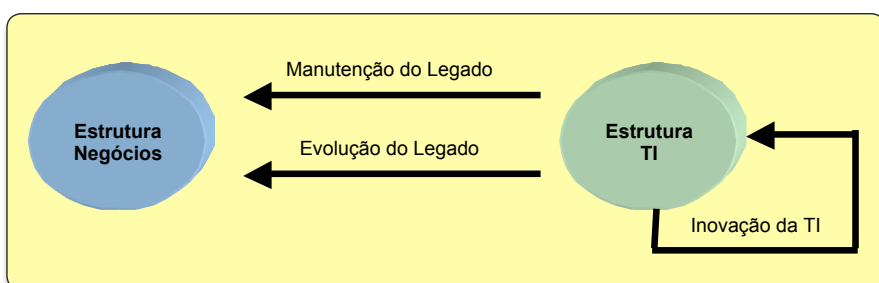 Manutenção do Legado
Estrutura
Negócios
Evolução do Legado
Estrutura
TI
Inovação da TI